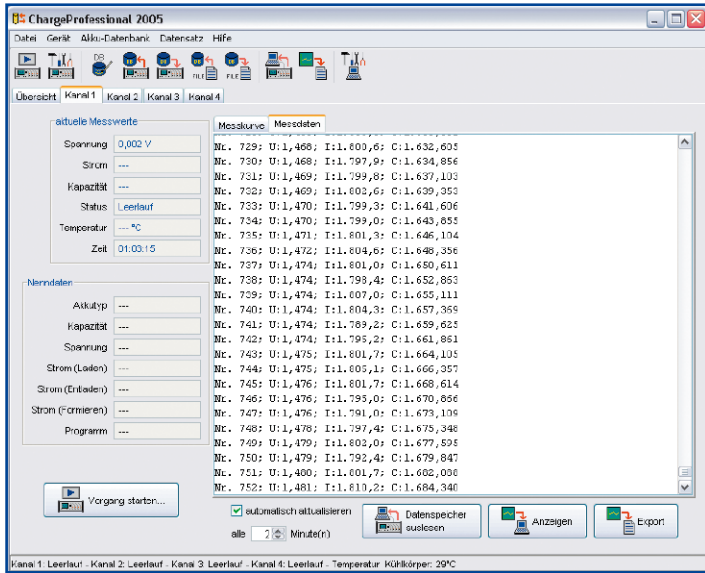 ChargeProfessional 2005
Datei Gerät Akku-Datenbank Datensatz Hilfe
DB
FILE FILE
Übersicht Kanal 1 Kanal 2 Kanal 3 Kanal 4
aktuelle Messwerte
Spannung 0,002 V
Strom ---
Kapazität ---
Status Leerlauf
Temperatur --- °C
Zeit 01:03:15
Nenndaten
Akkutyp ---
Kapazität ---
Spannung ---
Strom (Laden) ---
Strom (Entladen) ---
Strom (Formieren) ---
Programm ---
Vorgang starten...
Messkurve Messdaten
Nr. 729; U:1,468; I:1.800,6; C:1.632,605
Nr. 730; U:1,468; I:1.797,9; C:1.634,856
Nr. 731; U:1,469; I:1.799,8; C:1.637,103
Nr. 732; U:1,469; I:1.802,6; C:1.639,353
Nr. 733; U:1,470; I:1.799,3; C:1.641,606
Nr. 734; U:1,470; I:1.799,0; C:1.643,855
Nr. 735; U:1,471; I:1.801,3; C:1.646,104
Nr. 736; U:1,472; I:1.804,6; C:1.648,356
Nr. 737; U:1,474; I:1.801,0; C:1.650,611
Nr. 738; U:1,474; I:1.798,4; C:1.652,863
Nr. 739; U:1,474; I:1.807,0; C:1.655,111
Nr. 740; U:1,474; I:1.804,3; C:1.657,369
Nr. 741; U:1,474; I:1.789,2; C:1.659,625
Nr. 742; U:1,474; I:1.795,2; C:1.661,861
Nr. 743; U:1,475; I:1.801,7; C:1.664,105
Nr. 744; U:1,475; I:1.805,1; C:1.666,357
Nr. 745; U:1,476; I:1.801,7; C:1.668,614
Nr. 746; U:1,476; I:1.795,0; C:1.670,866
Nr. 747; U:1,476; I:1.791,0; C:1.673,109
Nr. 748; U:1,478; I:1.797,4; C:1.675,348
Nr. 749; U:1,479; I:1.802,0; C:1.677,595
Nr. 750; U:1,479; I:1.792,4; C:1.679,847
Nr. 751; U:1,480; I:1.801,7; C:1.682,088
Nr. 752; U:1,481; I:1.810,2; C:1.684,340
automatisch aktualisieren
alle 2 Minute(n)
Datenspeicher
auslesen
Anzeigen
Export
Kanal 1: Leerlauf - Kanal 2: Leerlauf - Kanal 3: Leerlauf - Kanal 4: Leerlauf - Temperatur Kühlkörper: 29°C